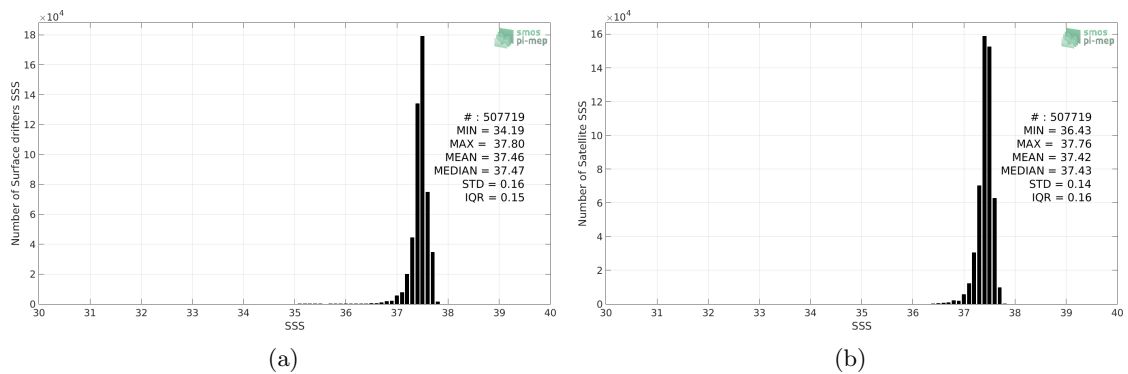 ×10⁴
18
16
14
12
10
8
6
4
2
0
Number of Surface drifters SSS
30 31 32 33 34 35 36 37 38 39 40
SSS
smos
pi-mep
# : 507719
MIN = 34.19
MAX = 37.80
MEAN = 37.46
MEDIAN = 37.47
STD = 0.16
IQR = 0.15
(a)
×10⁴
16
14
12
10
8
6
4
2
0
Number of Satellite SSS
30 31 32 33 34 35 36 37 38 39 40
SSS
smos
pi-mep
# : 507719
MIN = 36.43
MAX = 37.76
MEAN = 37.42
MEDIAN = 37.43
STD = 0.14
IQR = 0.16
(b)